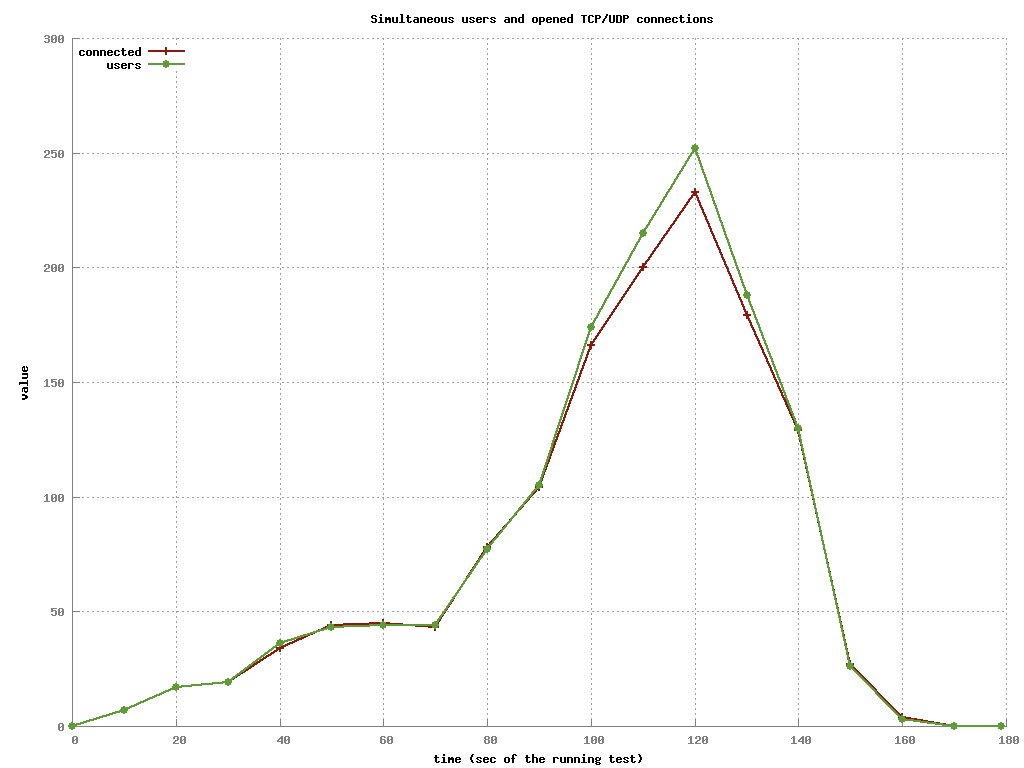 Simultaneous users and opened TCP/UDP connections
300
connected
users
250
200
150
value
100
50
0
0 20 40 60 80 100 120 140 160 180
time (sec of the running test)